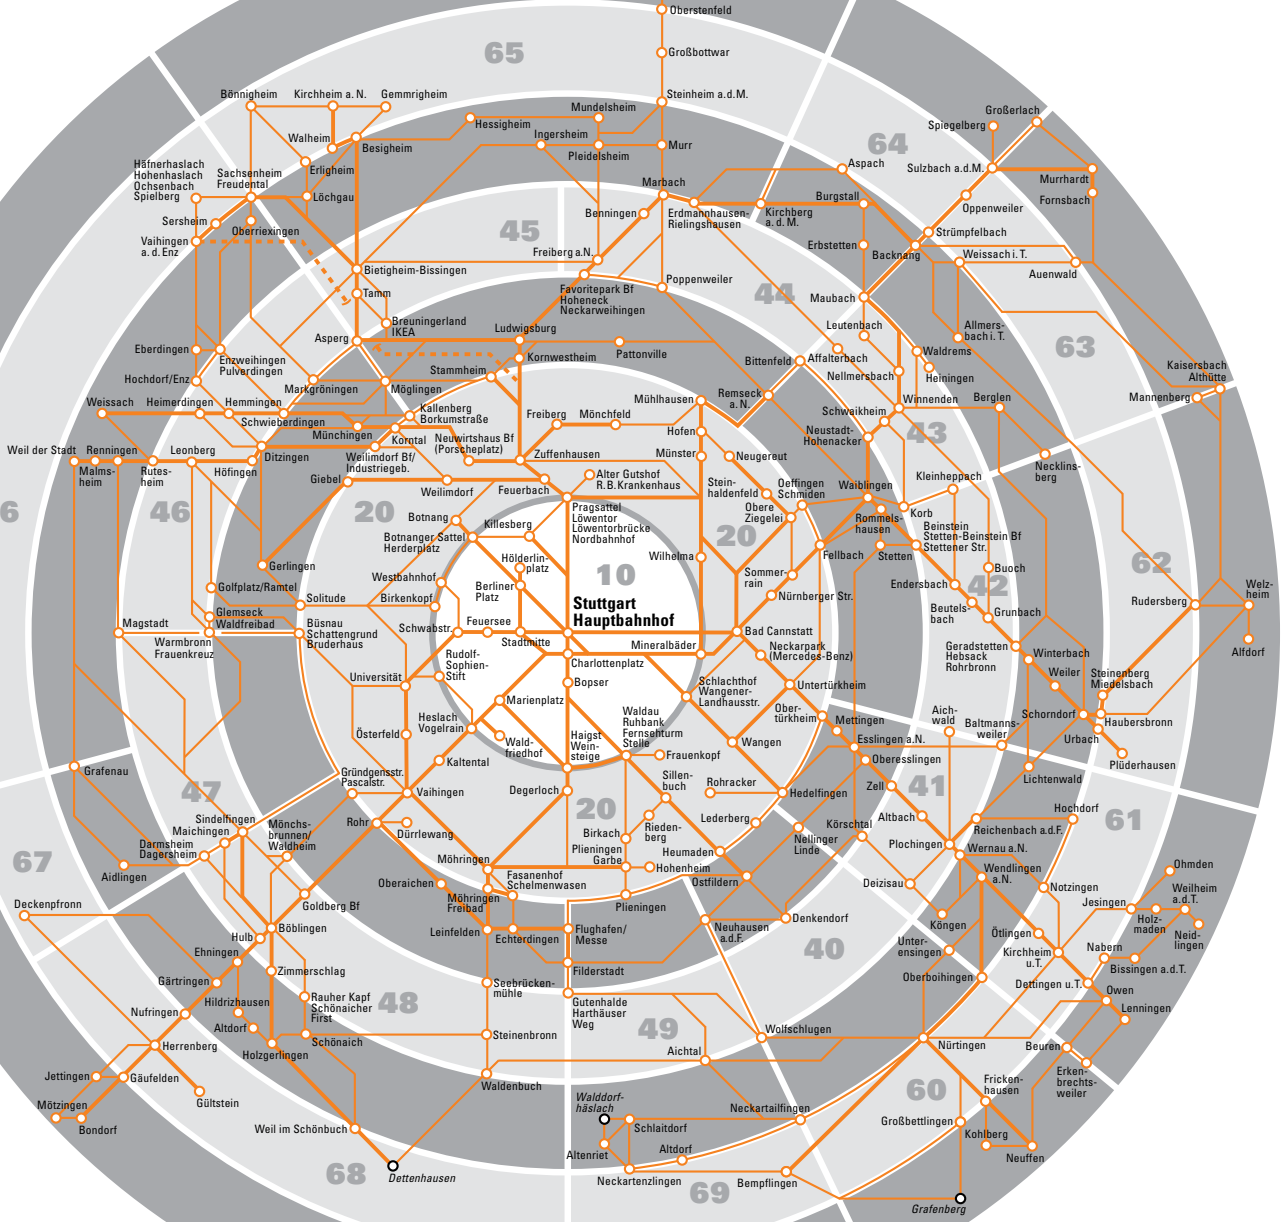 Oberstenfeld
65
Großbottwar
Bönnigheim
Kirchheim a. N.
Gemmrigheim
Steinheim a.d.M.
Mundelsheim
Hessigheim
Großerlach
Spiegelberg
64
Walheim
Besigheim
Ingersheim
Pleidelsheim
Murr
Häfnerhaslach
Hohenhaslach
Ochsenbach
Spielberg
Sachsenheim
Freudental
Erligheim
Löchgau
Marbach
Aspach
Sulzbach a.d.M.
Murrhardt
Fornsbach
Burgstall
Oppenweiler
Sersheim
Oberriexingen
Vaihingen
a. d. Enz
45
Benningen
Erdmannhausen-
Rielingshausen
Kirchberg
a. d. M.
Erbstetten
Strümpfelbach
Backnang
Weissach i. T.
Auenwald
Freiberg a.N.
Bietigheim-Bissingen
Tamm
Favoritepark Bf
Hoheneck
Neckarweihingen
Poppenweiler
44
Maubach
Breuningerland
IKEA
Ludwigsburg
Leutenbach
Allmers-
bach i. T.
63
Asperg
Eberdingen
Enzweihingen
Pulverdingen
Kornwestheim
Pattonville
Bittenfeld
Affalterbach
Waldrems
Heiningen
Nellmersbach
Kaisersbach
Althütte
Mannenberg
Hochdorf/Enz
Markgröningen
Möglingen
Stammheim
Remseck
a. N.
Winnenden
Berglen
Weissach
Heimerdingen
Hemmingen
Schwieberdingen
Kallenberg
Borkumstraße
Mühlhausen
Schwaikheim
43
Münchingen
Korntal
Freiberg
Mönchfeld
Hofen
Neustadt-
Hohenacker
Weil der Stadt
Renningen
Leonberg
Malms-
heim
Rutes-
heim
Höfingen
Ditzingen
Weilimdorf Bf/
Industriegeb.
Neuwirtshaus Bf
(Porscheplatz)
Zuffenhausen
Münster
Neugereut
Necklins-
berg
Giebel
Weilimdorf
Feuerbach
Alter Gutshof
R.B.Krankenhaus
Stein-
haldenfeld
Oeffingen
Schmiden
Waiblingen
Kleinheppach
6
46
20
Botnang
Killesberg
Pragsattel
Löwentor
Löwentorbrücke
Nordbahnhof
Obere
Ziegelei
Rommels-
hausen
Korb
Botnanger Sattel
Herderplatz
20
Beinstein
Stetten-Beinstein Bf
Stettener Str.
Gerlingen
Hölderlin-
platz
Wilhelma
Fellbach
Stetten
62
Westbahnhof
10
Sommer-
rain
Buoch
Golfplatz/Ramtel
Solitude
Birkenkopf
Berliner
Platz
Stuttgart
Hauptbahnhof
Nürnberger Str.
Endersbach
42
Welz-
heim
Glemseck
Waldfreibad
Rudersberg
Beutels-
bach
Grunbach
Magstadt
Warmbronn
Frauenkreuz
Büsnau
Schattengrund
Bruderhaus
Schwabstr.
Feuersee
Stadtmitte
Bad Cannstatt
Alfdorf
Mineralbäder
Neckarpark
(Mercedes-Benz)
Geradstetten
Hebsack
Rohrbronn
Winterbach
Rudolf-
Sophien-
Stift
Charlottenplatz
Universität
Bopser
Schlachthof
Wangener-
Landhausstr.
Untertürkheim
Weiler
Steinenberg
Miedelsbach
Marienplatz
Heslach
Vogelrain
Waldau
Ruhbank
Fernsehturm
Stelle
Ober-
türkheim
Mettingen
Aich-
wald
Baltmanns-
weiler
Schorndorf
Haubersbronn
Österfeld
Wald-
friedhof
Haigst
Wein-
steige
Frauenkopf
Wangen
Esslingen a.N.
Urbach
Plüderhausen
Grafenau
Gründgensstr.
Pascalstr.
Kaltental
Oberesslingen
Lichtenwald
47
Vaihingen
Degerloch
Sillen-
buch
Rohracker
Hedelfingen
Zell
41
Sindelfingen
Maichingen
Mönchs-
brunnen/
Waldheim
Rohr
Dürrlewang
20
Rieden-
berg
Lederberg
Nellinger
Linde
Körschtal
Altbach
Hochdorf
61
Reichenbach a.d.F.
67
Darmsheim
Dagersheim
Birkach
Plieningen
Garbe
Heumaden
Plochingen
Wernau a.N.
Aidlingen
Möhringen
Hohenheim
Ostfildern
Deizisau
Wendlingen
a.N.
Notzingen
Ohmden
Oberaichen
Fasanenhof
Schelmenwasen
Möhringen
Freibad
Plieningen
Deckenpfronn
Goldberg Bf
Weilheim
a.d.T.
Jesingen
Leinfelden
Echterdingen
Flughafen/
Messe
Neuhausen
a.d.F.
Denkendorf
Köngen
Ötlingen
Holz-
maden
Neid-
lingen
Böblingen
Hulb
Unter-
ensingen
40
Kirchheim
u.T.
Nabern
Bissingen a.d.T.
Ehningen
Zimmerschlag
Filderstadt
Oberboihingen
Dettingen u.T.
Gärtringen
Rauher Kapf
Schönaicher
First
48
Seebrücken-
mühle
Owen
Hildrizhausen
Gutenhalde
Harthäuser
Weg
Lenningen
Nufringen
Altdorf
Schönaich
Steinenbronn
49
Wolfschlugen
Holzgerlingen
Herrenberg
Aichtal
Nürtingen
Beuren
Erken-
brechts-
weiler
Jettingen
Gäufelden
Waldenbuch
60
Fricken-
hausen
Gültstein
Mötzingen
Bondorf
Walddorf-
häslach
Neckartailfingen
Großbettlingen
Schlaitdorf
Kohlberg
Weil im Schönbuch
Altenriet
Altdorf
Neuffen
68
Dettenhausen
Neckartenzlingen
69
Bempflingen
Grafenberg